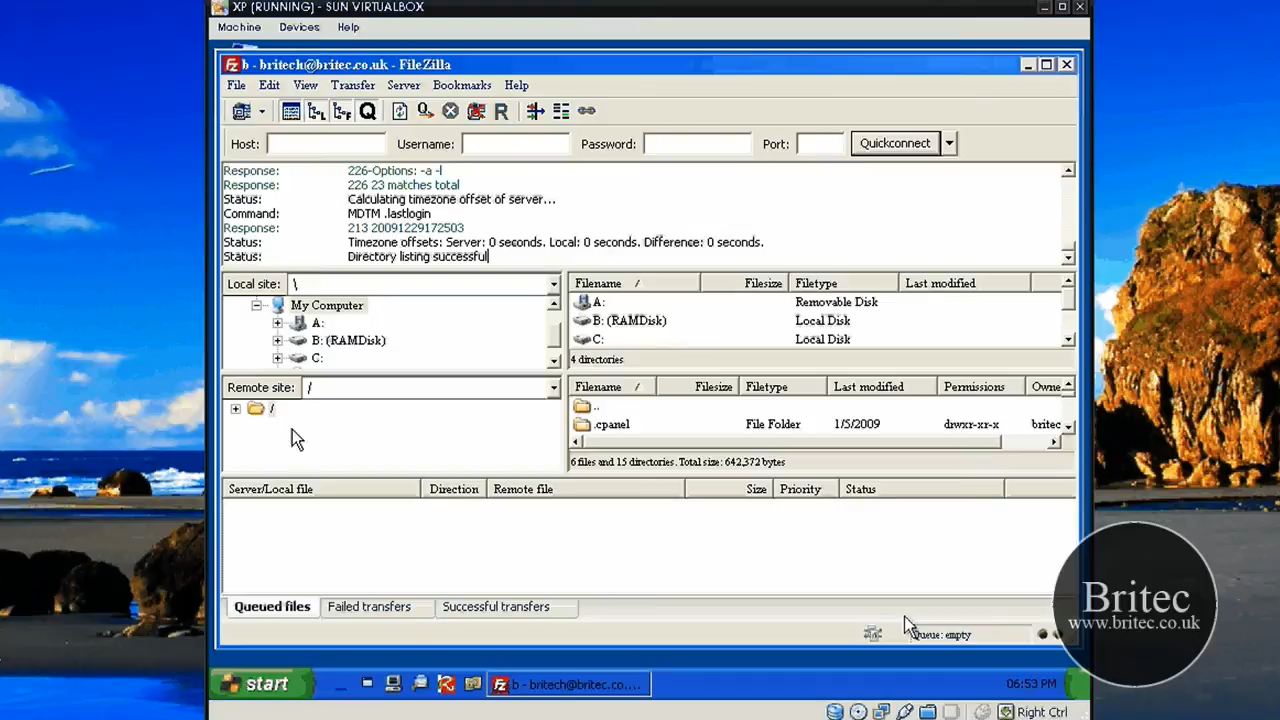 XP (RUNNING) - SUN VIRTUALBOX
Machine Devices Help
b - britech@britec.co.uk - FileZilla
File Edit View Transfer Server Bookmarks Help
Host: Username: Password: Port: Quickconnect
Response: 226-Options: -a -l
Response: 226 23 matches total
Status: Calculating timezone offset of server...
Command: MDTM .lastlogin
Response: 213 20091229172503
Status: Timezone offsets: Server: 0 seconds. Local: 0 seconds. Difference: 0 seconds.
Status: Directory listing successful
Local site: \
My Computer
A:
B: (RAMDisk)
C:
Filename / Filesize Filetype Last modified
A: Removable Disk
B: (RAMDisk) Local Disk
C: Local Disk
4 directories
Remote site: /
/
Filename / Filesize Filetype Last modified Permissions Owne
..
.cpanel File Folder 1/5/2009 drwxr-xr-x britec
6 files and 15 directories. Total size: 642,372 bytes
Server/Local file Direction Remote file Size Priority Status
Queued files Failed transfers Successful transfers
Queue: empty
Britec
www.britec.co.uk
start b - britech@britec.co.... 06:53 PM
Right Ctrl